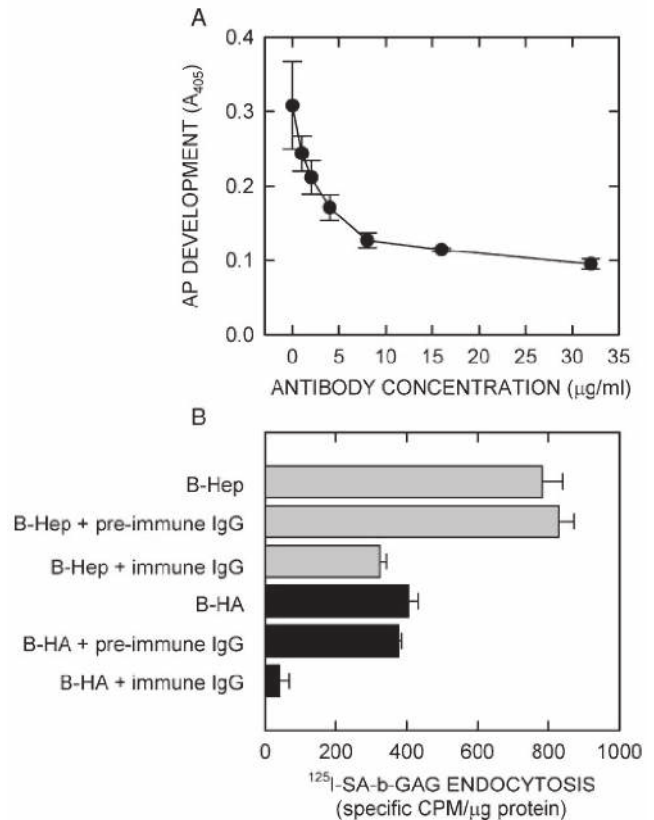 A
0.4
0.3
0.2
0.1
0.0
AP DEVELOPMENT (A405)
0 5 10 15 20 25 30 35
ANTIBODY CONCENTRATION (μg/ml)
B
B-Hep
B-Hep + pre-immune IgG
B-Hep + immune IgG
B-HA
B-HA + pre-immune IgG
B-HA + immune IgG
0 200 400 600 800 1000
¹²⁵I-SA-b-GAG ENDOCYTOSIS
(specific CPM/μg protein)